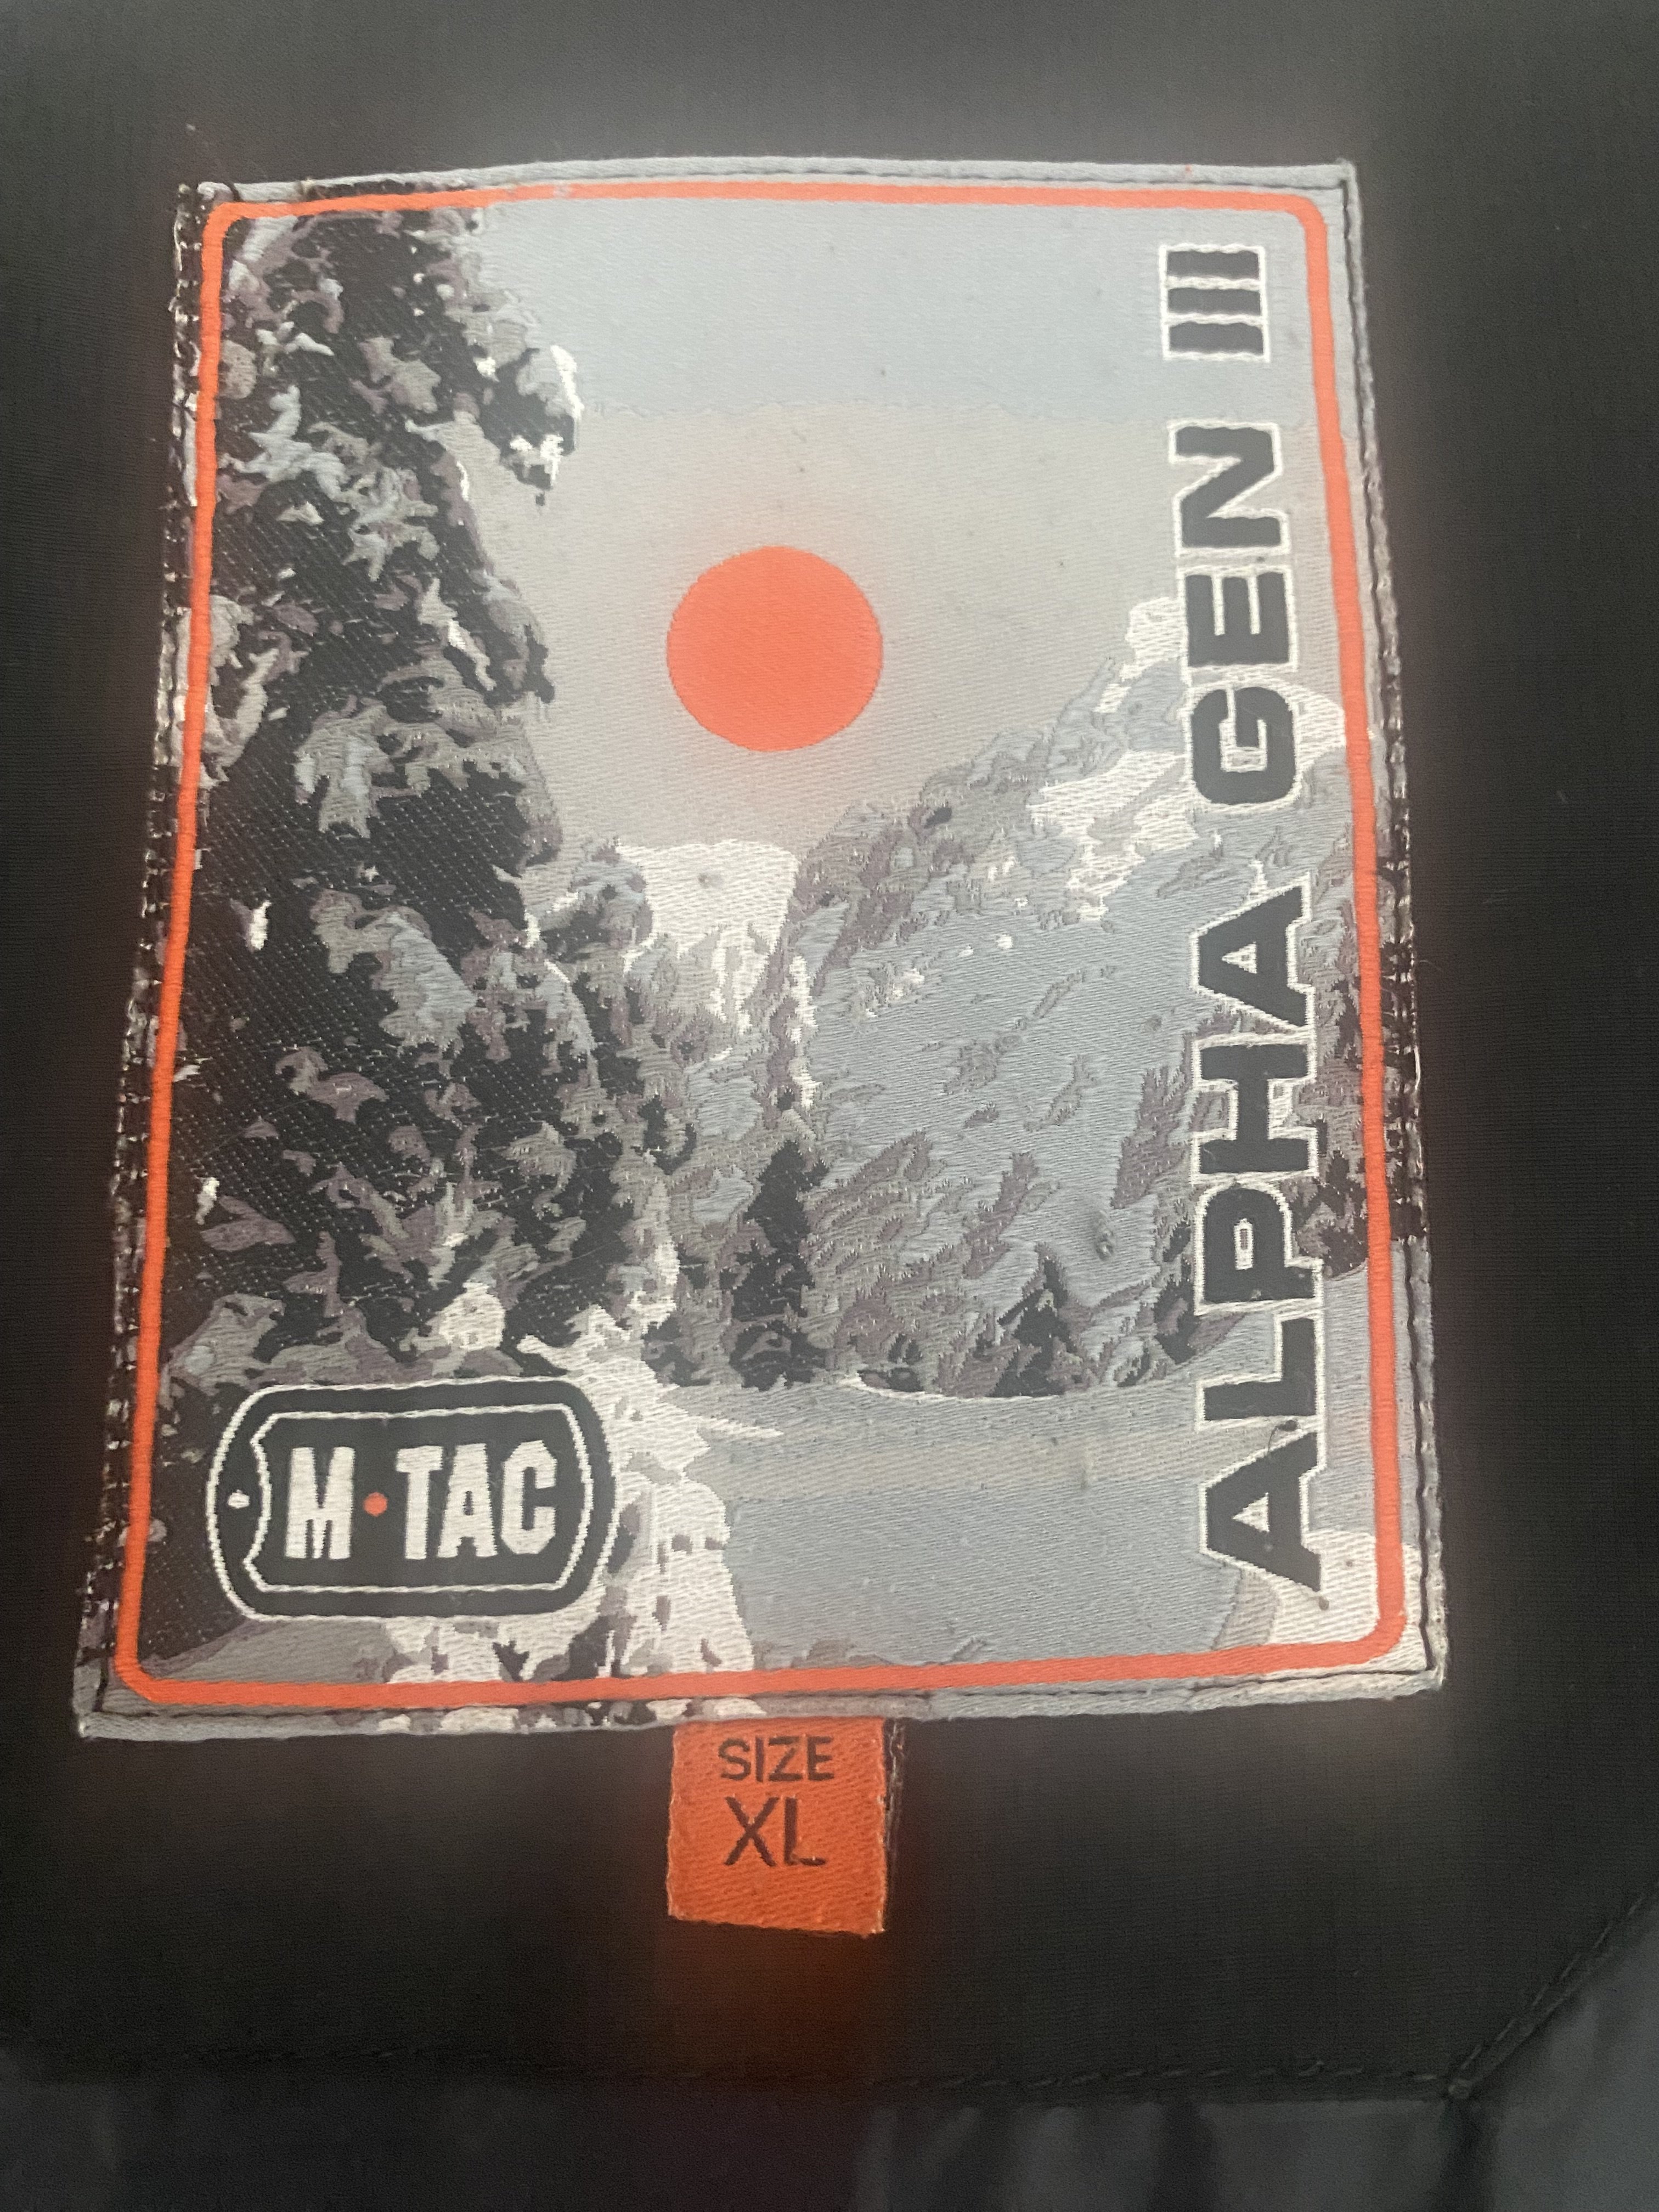 ALPHA GEN III
M·TAC
SIZE
XL